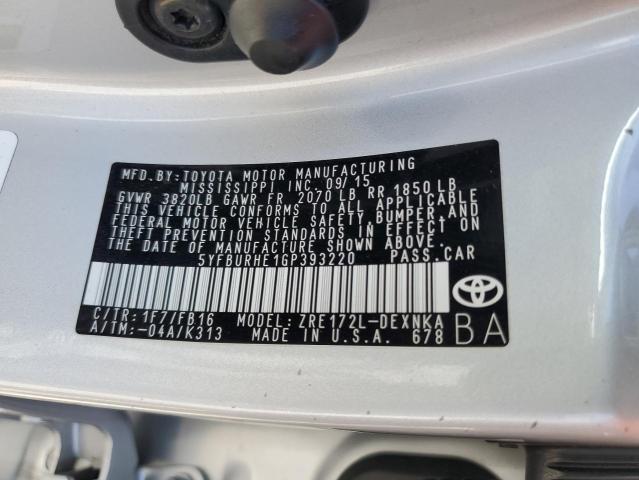 MFD.BY:TOYOTA MOTOR MANUFACTURING
MISSISSIPPI INC. 09/15
GVWR 3820LB GAWR FR 2070 LB RR 1850 LB
THIS VEHICLE CONFORMS TO ALL APPLICABLE
FEDERAL MOTOR VEHICLE SAFETY,BUMPER,AND
THEFT PREVENTION STANDARDS IN EFFECT ON
THE DATE OF MANUFACTURE SHOWN ABOVE.
5YFBURHE1GP393220 PASS.CAR
C/TR:1F7/FB16 MODEL:ZRE172L-DEXNKA
A/TM:-04A/K313 MADE IN U.S.A. 678
BA